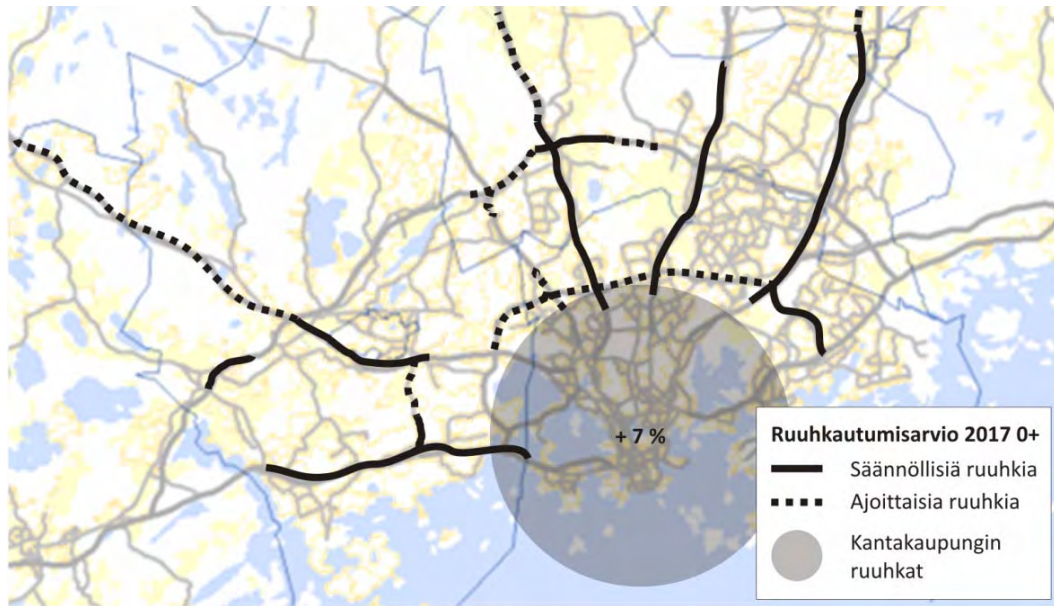 + 7 %
Ruuhkautumisarvio 2017 0+
Säännöllisiä ruuhkia
Ajoittaisia ruuhkia
Kantakaupungin
ruuhkat